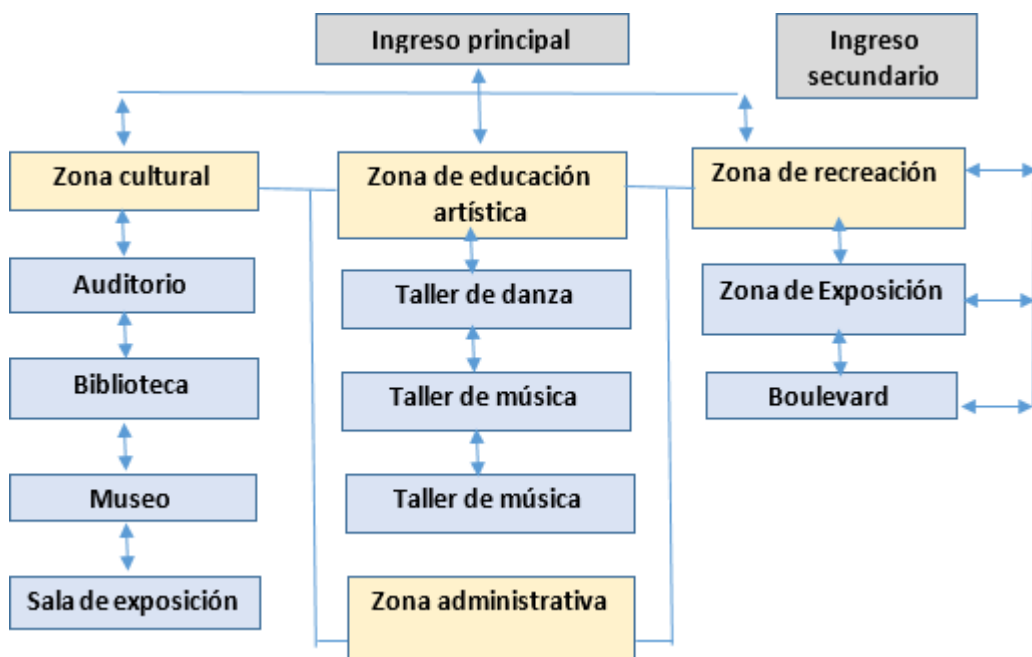 Ingreso principal
Ingreso
secundario
Zona cultural
Zona de educación
artística
Zona de recreación
Auditorio
Taller de danza
Zona de Exposición
Biblioteca
Taller de música
Boulevard
Museo
Taller de música
Sala de exposición
Zona administrativa